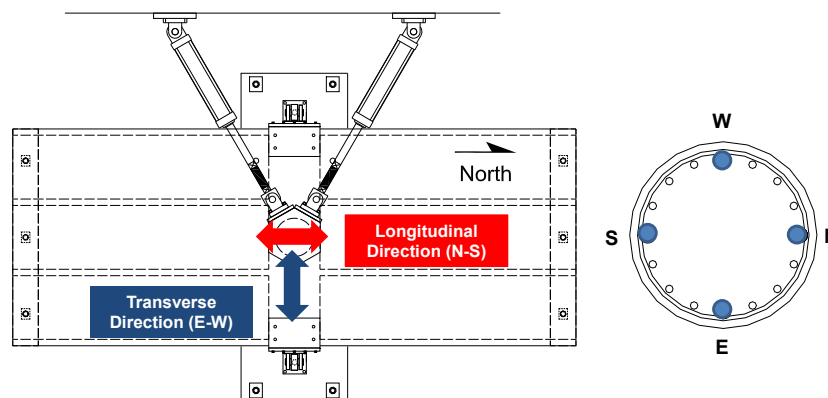 W
North
Longitudinal
Direction (N-S)
S
Transverse
Direction (E-W)
E